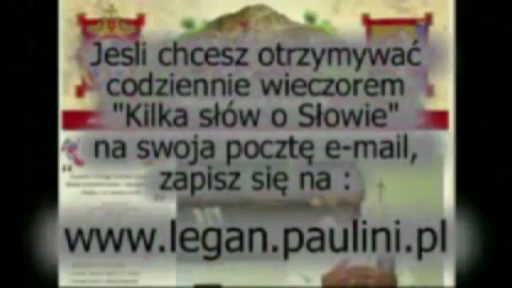 Jesli chcesz otrzymywać
codziennie wieczorem
"Kilka słów o Słowie"
na swoja pocztę e-mail,
zapisz się na :
www.legan.paulini.pl